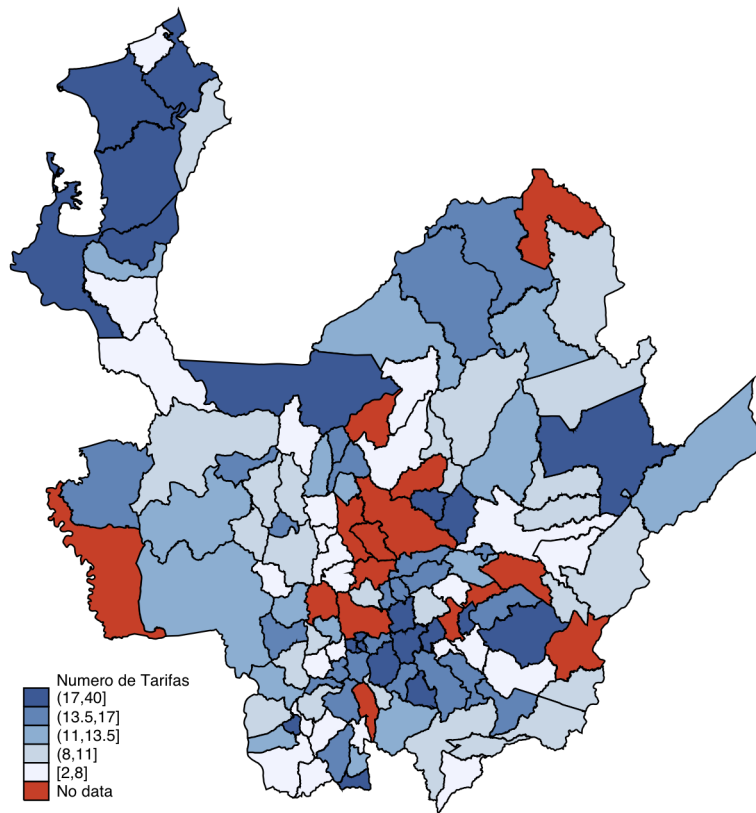 Numero de Tarifas
(17,40]
(13.5,17]
(11,13.5]
(8,11]
[2,8]
No data